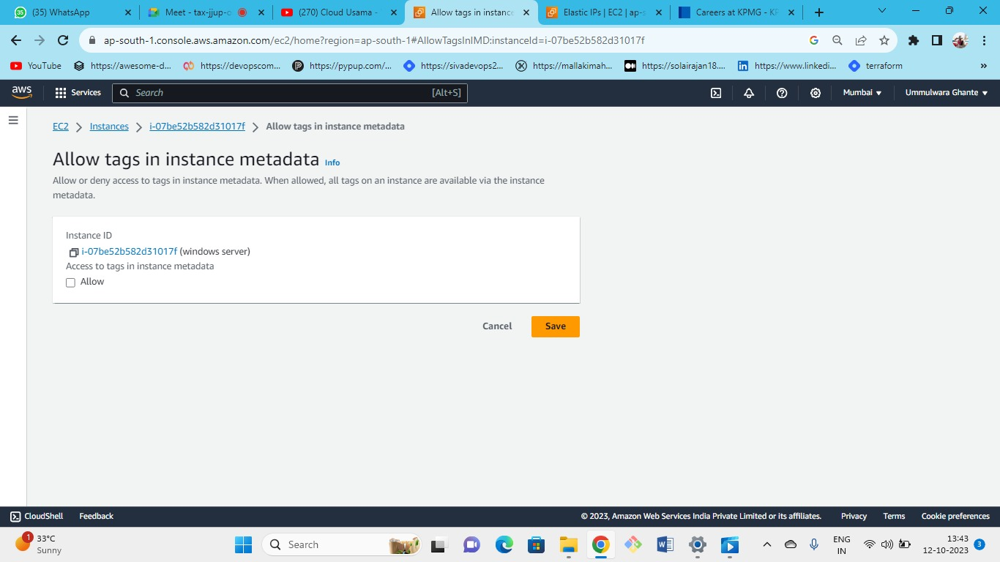 35 (35) WhatsApp
Meet - tax-jjup-o
(270) Cloud Usama -
Allow tags in instance
Elastic IPs | EC2 | ap-s
Careers at KPMG - KP
ap-south-1.console.aws.amazon.com/ec2/home?region=ap-south-1#AllowTagsInIMD:instanceId=i-07be52b582d31017f
YouTube
https://awesome-d...
https://devopscom...
https://pypup.com/...
https://sivadevops2...
https://mallakimah...
https://solairajan18....
https://www.linkedi...
terraform
»
aws
Services
Search [Alt+S]
Mumbai
Ummulwara Ghante
EC2 > Instances > i-07be52b582d31017f > Allow tags in instance metadata
Allow tags in instance metadata Info
Allow or deny access to tags in instance metadata. When allowed, all tags on an instance are available via the instance
metadata.
Instance ID
i-07be52b582d31017f (windows server)
Access to tags in instance metadata
Allow
Cancel Save
CloudShell Feedback © 2023, Amazon Web Services India Private Limited or its affiliates. Privacy Terms Cookie preferences
1
33°C
Sunny
Search
ENG
IN
13:43
12-10-2023
3